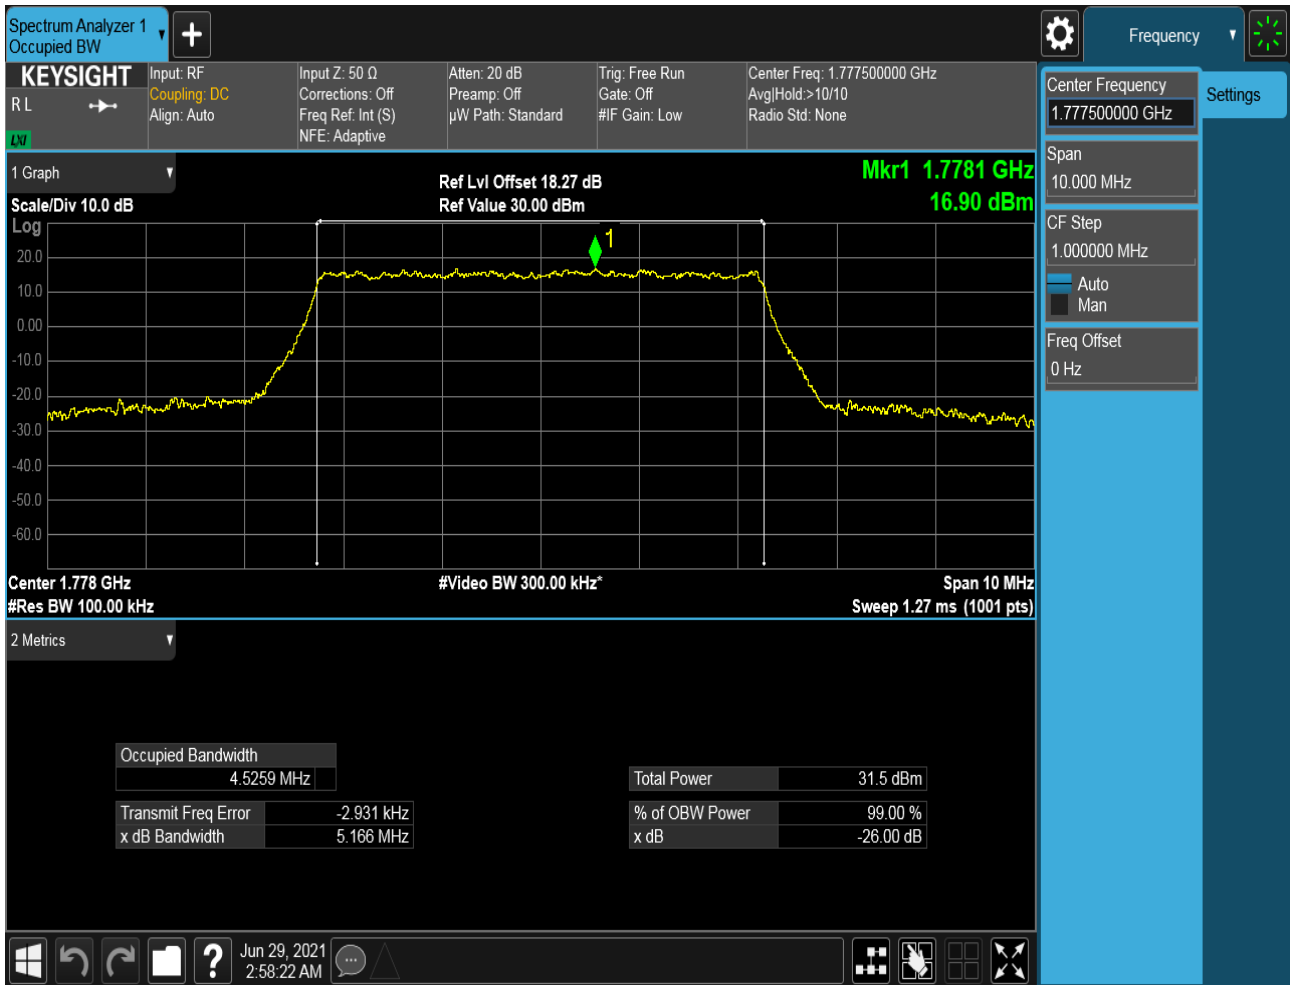 Spectrum Analyzer 1
Occupied BW
Frequency
KEYSIGHT
R L
LXI
Input: RF
Coupling: DC
Align: Auto
Input Z: 50 Ω
Corrections: Off
Freq Ref: Int (S)
NFE: Adaptive
Atten: 20 dB
Preamp: Off
µW Path: Standard
Trig: Free Run
Gate: Off
#IF Gain: Low
Center Freq: 1.777500000 GHz
Avg|Hold:>10/10
Radio Std: None
Center Frequency
1.777500000 GHz
Settings
Span
10.000 MHz
CF Step
1.000000 MHz
Auto
Man
Freq Offset
0 Hz
1 Graph
Scale/Div 10.0 dB
Log
Ref Lvl Offset 18.27 dB
Ref Value 30.00 dBm
Mkr1 1.7781 GHz
16.90 dBm
1
20.0
10.0
0.00
-10.0
-20.0
-30.0
-40.0
-50.0
-60.0
Center 1.778 GHz
#Video BW 300.00 kHz*
Span 10 MHz
#Res BW 100.00 kHz
Sweep 1.27 ms (1001 pts)
2 Metrics
Occupied Bandwidth
4.5259 MHz
Total Power 31.5 dBm
Transmit Freq Error -2.931 kHz
% of OBW Power 99.00 %
x dB Bandwidth 5.166 MHz
x dB -26.00 dB
?
Jun 29, 2021
2:58:22 AM